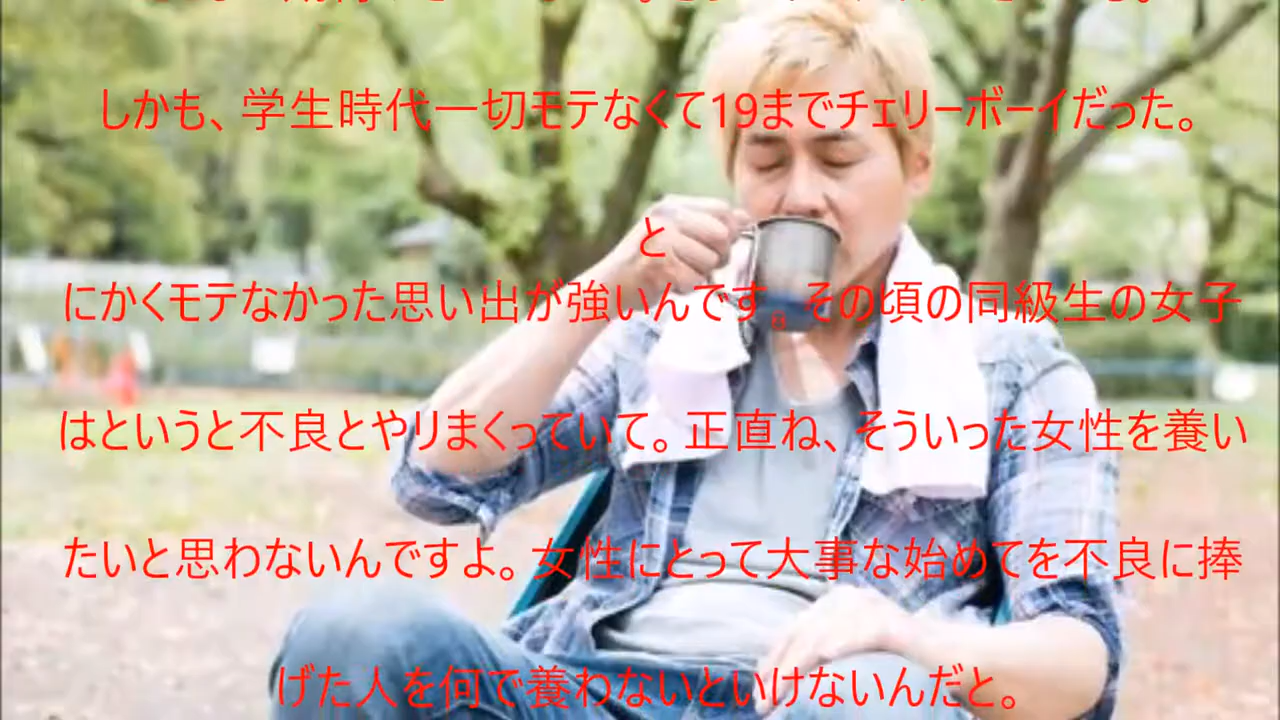 しかも、学生時代一切モテなくて19までチェリーボーイだった。
と
にかくモテなかった思い出が強いんです。その頃の同級生の女子
はというと不良とやリまくっていて。正直ね、そういった女性を養い
たいと思わないんですよ。女性にとって大事な始めてを不良に捧
げた人を何で養わないといけないんだと。